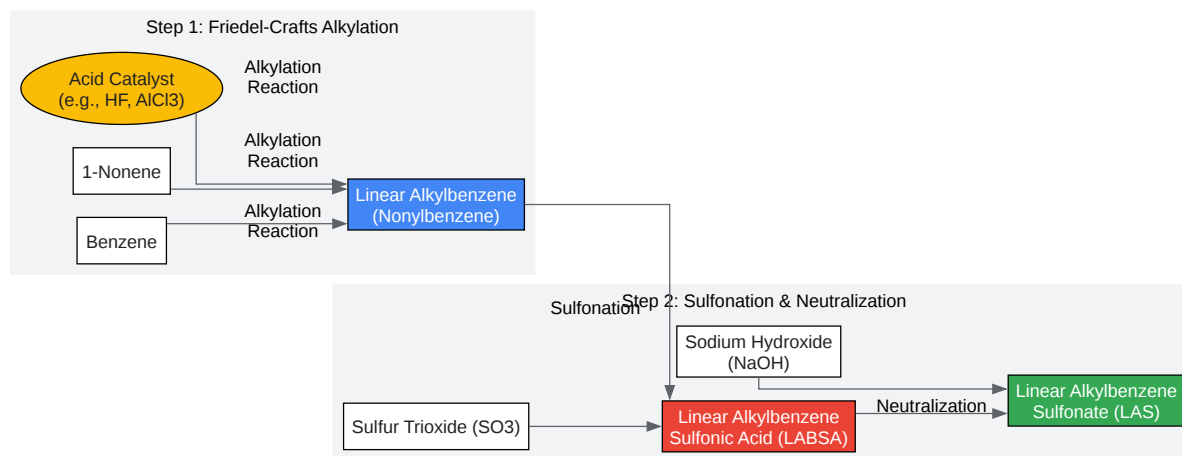 Step 1: Friedel-Crafts Alkylation
Acid Catalyst
(e.g., HF, AlCl3)
Alkylation
Reaction
Alkylation
Reaction
1-Nonene
Alkylation
Reaction
Benzene
Linear Alkylbenzene
(Nonylbenzene)
Step 2: Sulfonation & Neutralization
Sulfonation
Sodium Hydroxide
(NaOH)
Sulfur Trioxide (SO3)
Linear Alkylbenzene
Sulfonic Acid (LABSA)
Neutralization
Linear Alkylbenzene
Sulfonate (LAS)